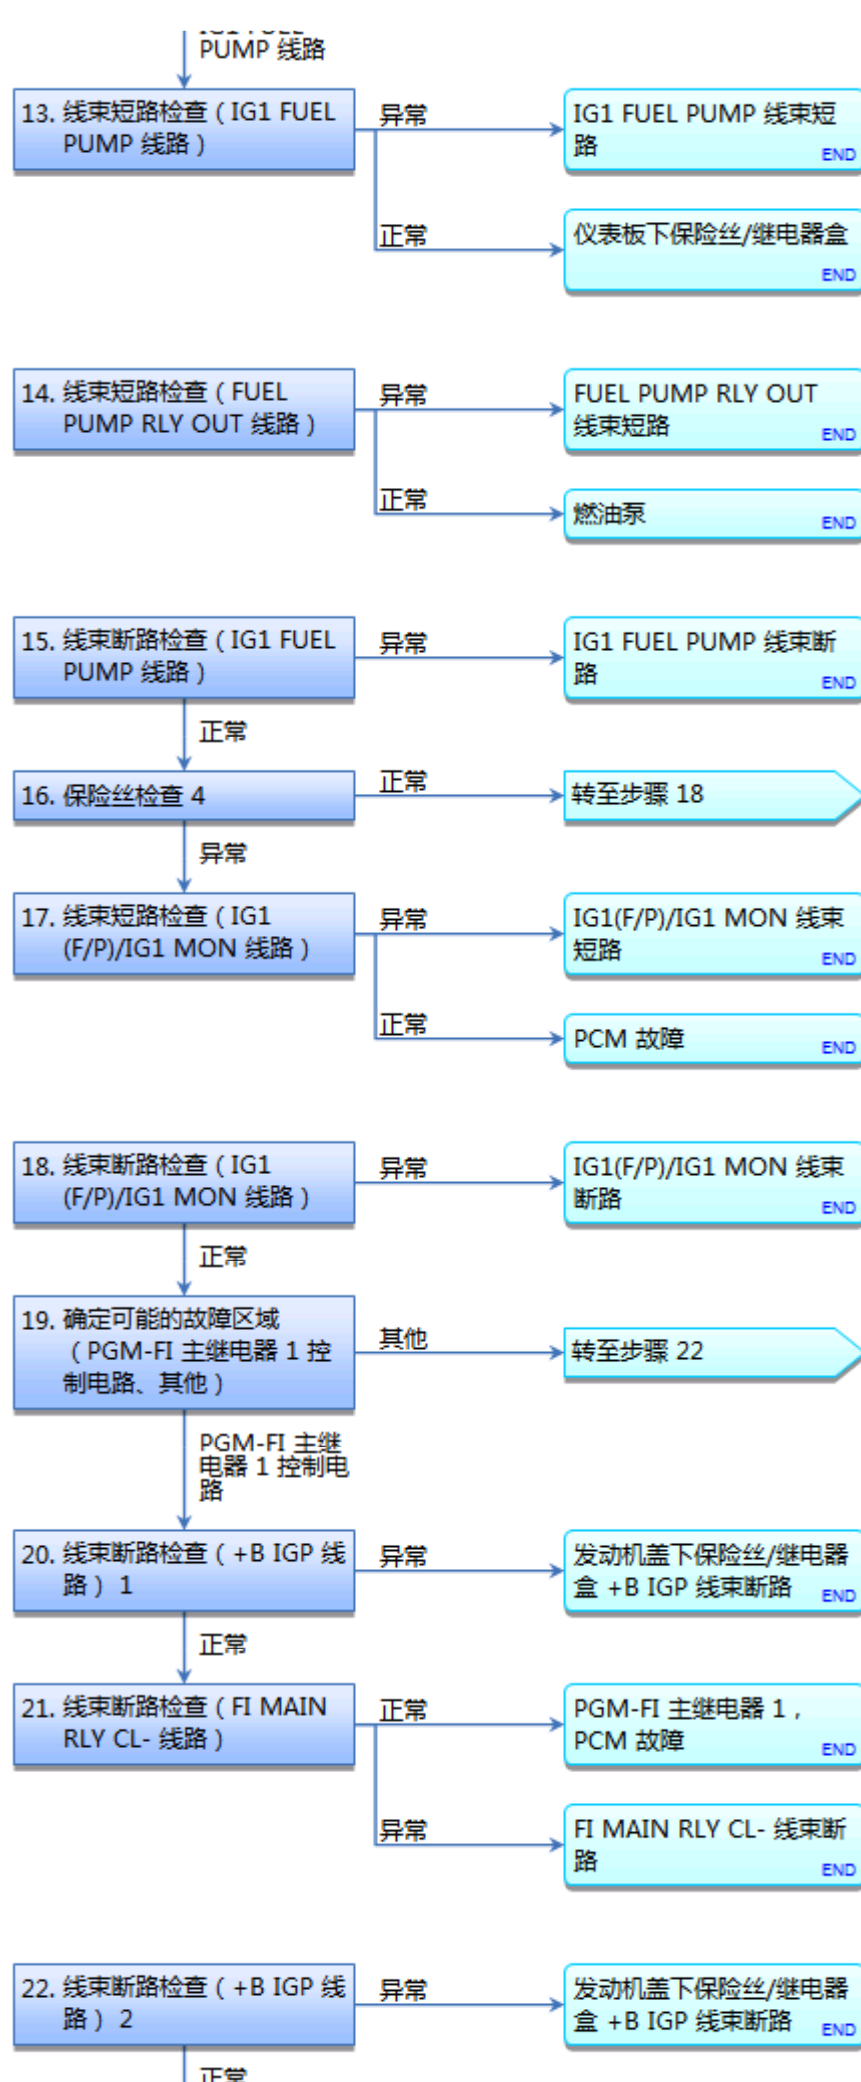 PUMP 线路
13. 线束短路检查（IG1 FUEL
PUMP 线路）
异常
IG1 FUEL PUMP 线束短
路
END
正常
仪表板下保险丝/继电器盒
END
14. 线束短路检查（FUEL
PUMP RLY OUT 线路）
异常
FUEL PUMP RLY OUT
线束短路
END
正常
燃油泵
END
15. 线束断路检查（IG1 FUEL
PUMP 线路）
异常
IG1 FUEL PUMP 线束断
路
END
正常
16. 保险丝检查 4
正常
转至步骤 18
异常
17. 线束短路检查（IG1
(F/P)/IG1 MON 线路）
异常
IG1(F/P)/IG1 MON 线束
短路
END
正常
PCM 故障
END
18. 线束断路检查（IG1
(F/P)/IG1 MON 线路）
异常
IG1(F/P)/IG1 MON 线束
断路
END
正常
19. 确定可能的故障区域
（PGM-FI 主继电器 1 控
制电路、其他）
其他
转至步骤 22
PGM-FI 主继
电器 1 控制电
路
20. 线束断路检查（+B IGP 线
路） 1
异常
发动机盖下保险丝/继电器
盒 +B IGP 线束断路
END
正常
21. 线束断路检查（FI MAIN
RLY CL- 线路）
正常
PGM-FI 主继电器 1，
PCM 故障
END
异常
FI MAIN RLY CL- 线束断
路
END
22. 线束断路检查（+B IGP 线
路） 2
异常
发动机盖下保险丝/继电器
盒 +B IGP 线束断路
END
正常